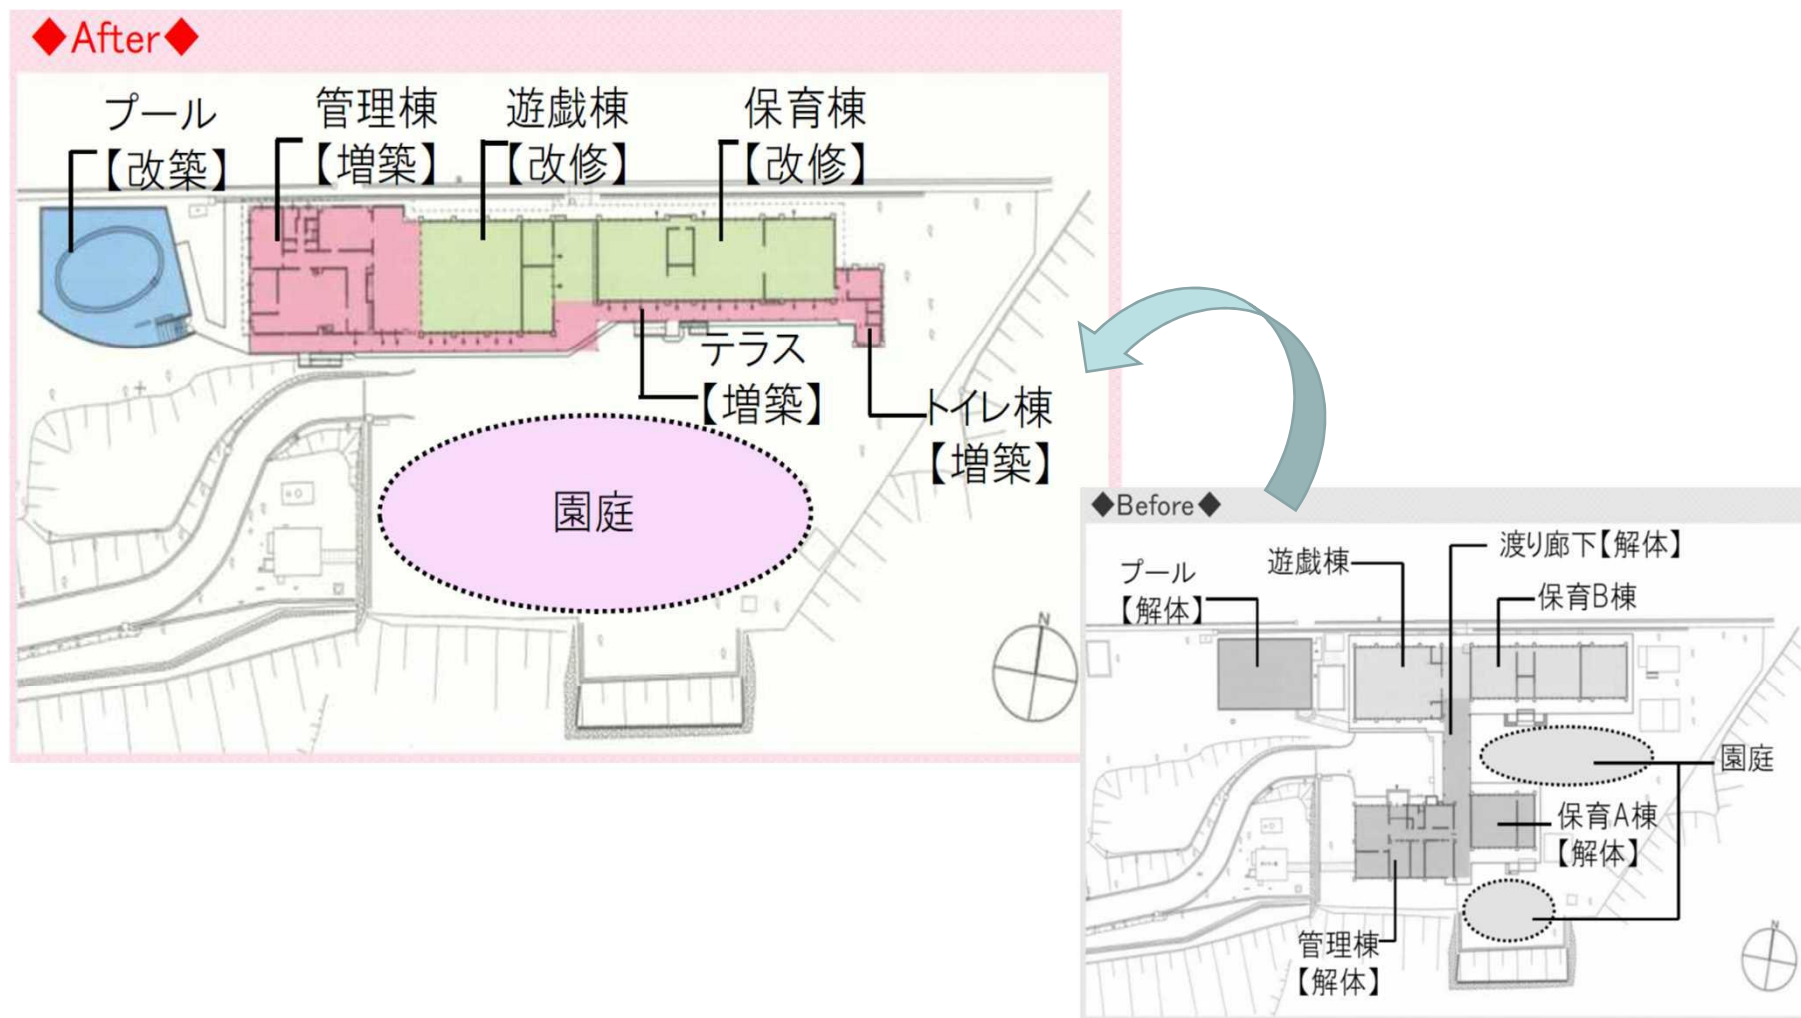 ◆After◆
プール
【改築】
管理棟
【増築】
遊戯棟
【改修】
保育棟
【改修】
テラス
【増築】
トイレ棟
【増築】
園庭
N
◆Before◆
プール
【解体】
遊戯棟
渡り廊下【解体】
保育B棟
園庭
保育A棟
【解体】
管理棟
【解体】
N